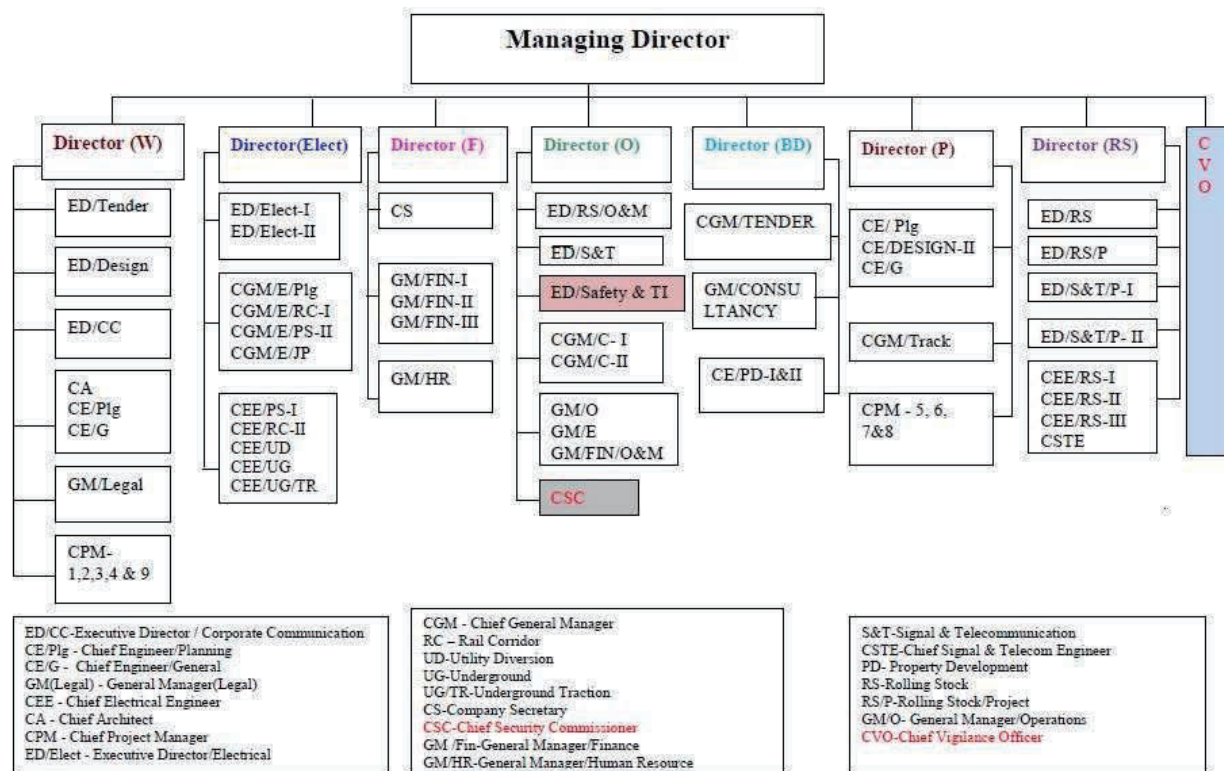 Managing Director
Director (W)
ED/Tender
ED/Design
ED/CC
CA
CE/Plg
CE/G
GM/Legal
CPM-
1,2,3,4 & 9
Director(Elect)
ED/Elect-I
ED/Elect-II
CGM/E/Plg
CGM/E/RC-I
CGM/E/PS-II
CGM/E/JP
CEE/PS-I
CEE/RC-II
CEE/UD
CEE/UG
CEE/UG/TR
Director (F)
CS
GM/FIN-I
GM/FIN-II
GM/FIN-III
GM/HR
Director (O)
ED/RS/O&M
ED/S&T
ED/Safety & TI
CGM/C- I
CGM/C-II
GM/O
GM/E
GM/FIN/O&M
CSC
Director (BD)
CGM/TENDER
GM/CONSU
LTANCY
CE/PD-I&II
Director (P)
CE/ Plg
CE/DESIGN-II
CE/G
CGM/Track
CPM - 5, 6,
7&8
Director (RS)
ED/RS
ED/RS/P
ED/S&T/P-I
ED/S&T/P- II
CEE/RS-I
CEE/RS-II
CEE/RS-III
CSTE
C
V
O
ED/CC-Executive Director / Corporate Communication
CE/Plg - Chief Engineer/Planning
CE/G - Chief Engineer/General
GM(Legal) - General Manager(Legal)
CEE - Chief Electrical Engineer
CA - Chief Architect
CPM - Chief Project Manager
ED/Elect - Executive Director/Electrical
CGM - Chief General Manager
RC – Rail Corridor
UD-Utility Diversion
UG-Underground
UG/TR-Underground Traction
CS-Company Secretary
CSC-Chief Security Commissioner
GM /Fin-General Manager/Finance
GM/HR-General Manager/Human Resource
S&T-Signal & Telecommunication
CSTE-Chief Signal & Telecom Engineer
PD- Property Development
RS-Rolling Stock
RS/P-Rolling Stock/Project
GM/O- General Manager/Operations
CVO-Chief Vigilance Officer